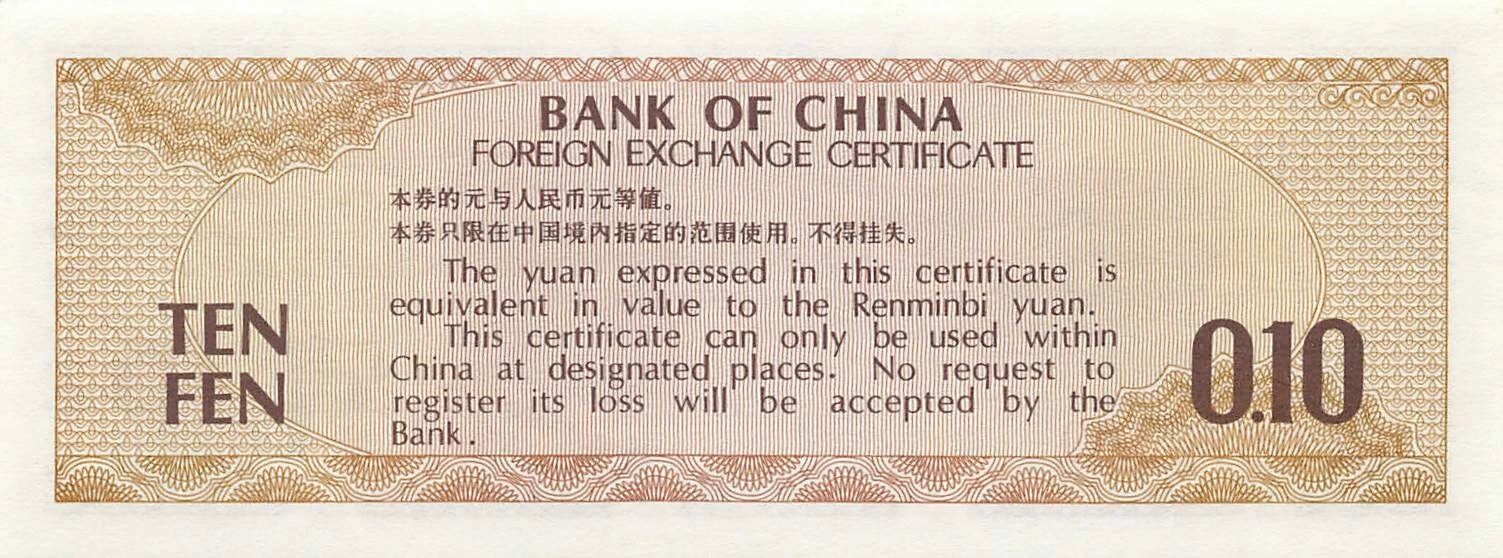 BANK OF CHINA
FOREIGN EXCHANGE CERTIFICATE
本券的元与人民币元等值。
本券只限在中国境内指定的范围使用。不得挂失。
The yuan expressed in this certificate is
equivalent in value to the Renminbi yuan.
This certificate can only be used within
China at designated places. No request to
register its loss will be accepted by the
Bank.
TEN
FEN
0.10